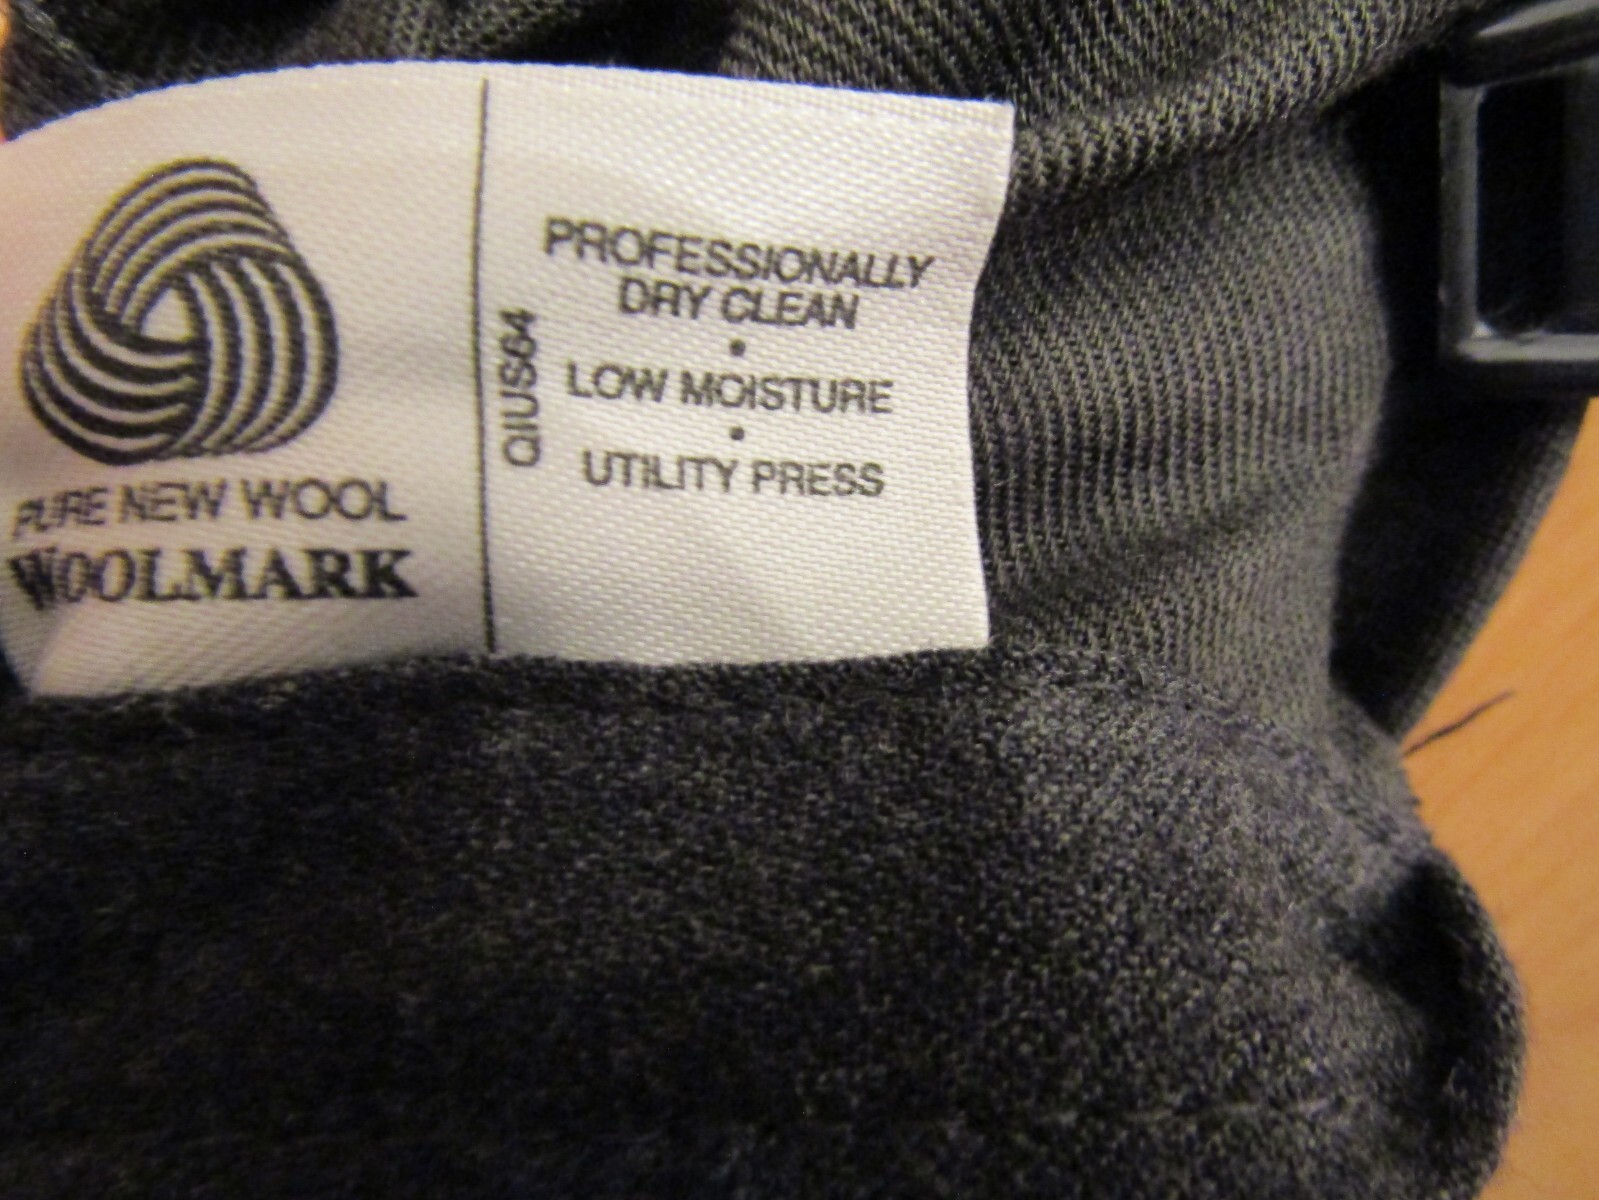 PURE NEW WOOL
WOOLMARK
QIUS64
PROFESSIONALLY
DRY CLEAN
•
LOW MOISTURE
•
UTILITY PRESS